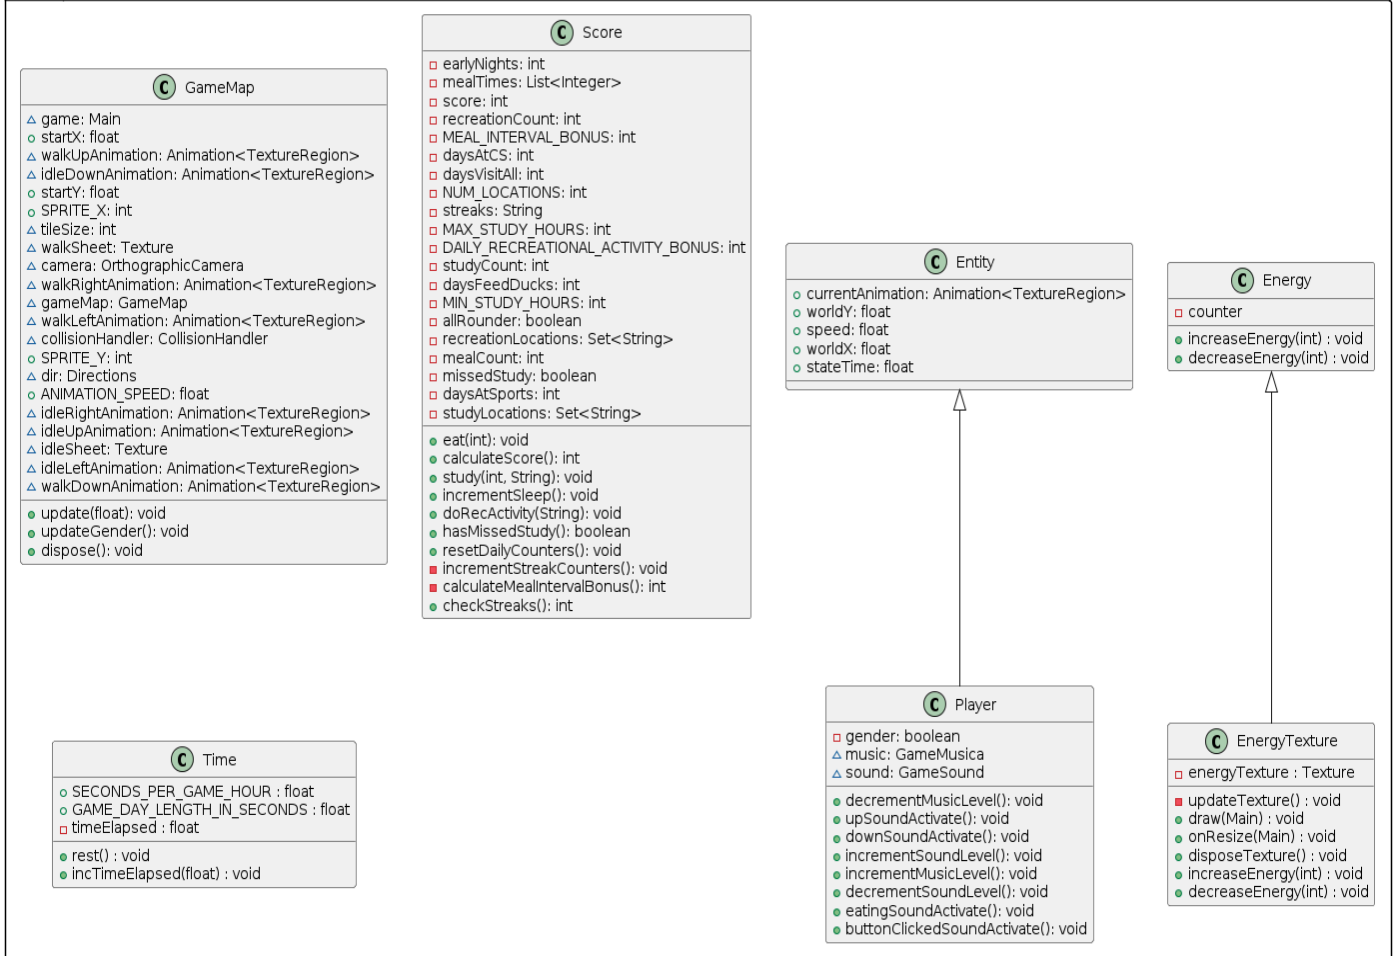 C GameMap
game: Main
startX: float
walkUpAnimation: Animation<TextureRegion>
idleDownAnimation: Animation<TextureRegion>
startY: float
SPRITE_X: int
tileSize: int
walkSheet: Texture
camera: OrthographicCamera
walkRightAnimation: Animation<TextureRegion>
gameMap: GameMap
walkLeftAnimation: Animation<TextureRegion>
collisionHandler: CollisionHandler
SPRITE_Y: int
dir: Directions
ANIMATION_SPEED: float
idleRightAnimation: Animation<TextureRegion>
idleUpAnimation: Animation<TextureRegion>
idleSheet: Texture
idleLeftAnimation: Animation<TextureRegion>
walkDownAnimation: Animation<TextureRegion>
update(float): void
updateGender(): void
dispose(): void
C Score
earlyNights: int
mealTimes: List<Integer>
score: int
recreationCount: int
MEAL_INTERVAL_BONUS: int
daysAtCS: int
daysVisitAll: int
NUM_LOCATIONS: int
streaks: String
MAX_STUDY_HOURS: int
DAILY_RECREATIONAL_ACTIVITY_BONUS: int
studyCount: int
daysFeedDucks: int
MIN_STUDY_HOURS: int
allRounder: boolean
recreationLocations: Set<String>
mealCount: int
missedStudy: boolean
daysAtSports: int
studyLocations: Set<String>
eat(int): void
calculateScore(): int
study(int, String): void
incrementSleep(): void
doRecActivity(String): void
hasMissedStudy(): boolean
resetDailyCounters(): void
incrementStreakCounters(): void
calculateMealIntervalBonus(): int
checkStreaks(): int
C Entity
currentAnimation: Animation<TextureRegion>
worldY: float
speed: float
worldX: float
stateTime: float
C Energy
counter
increaseEnergy(int) : void
decreaseEnergy(int) : void
C Time
SECONDS_PER_GAME_HOUR : float
GAME_DAY_LENGTH_IN_SECONDS : float
timeElapsed : float
rest() : void
incTimeElapsed(float) : void
C Player
gender: boolean
music: GameMusica
sound: GameSound
decrementMusicLevel(): void
upSoundActivate(): void
downSoundActivate(): void
incrementSoundLevel(): void
incrementMusicLevel(): void
decrementSoundLevel(): void
eatingSoundActivate(): void
buttonClickedSoundActivate(): void
C EnergyTexture
energyTexture : Texture
updateTexture() : void
draw(Main) : void
onResize(Main) : void
disposeTexture() : void
increaseEnergy(int) : void
decreaseEnergy(int) : void